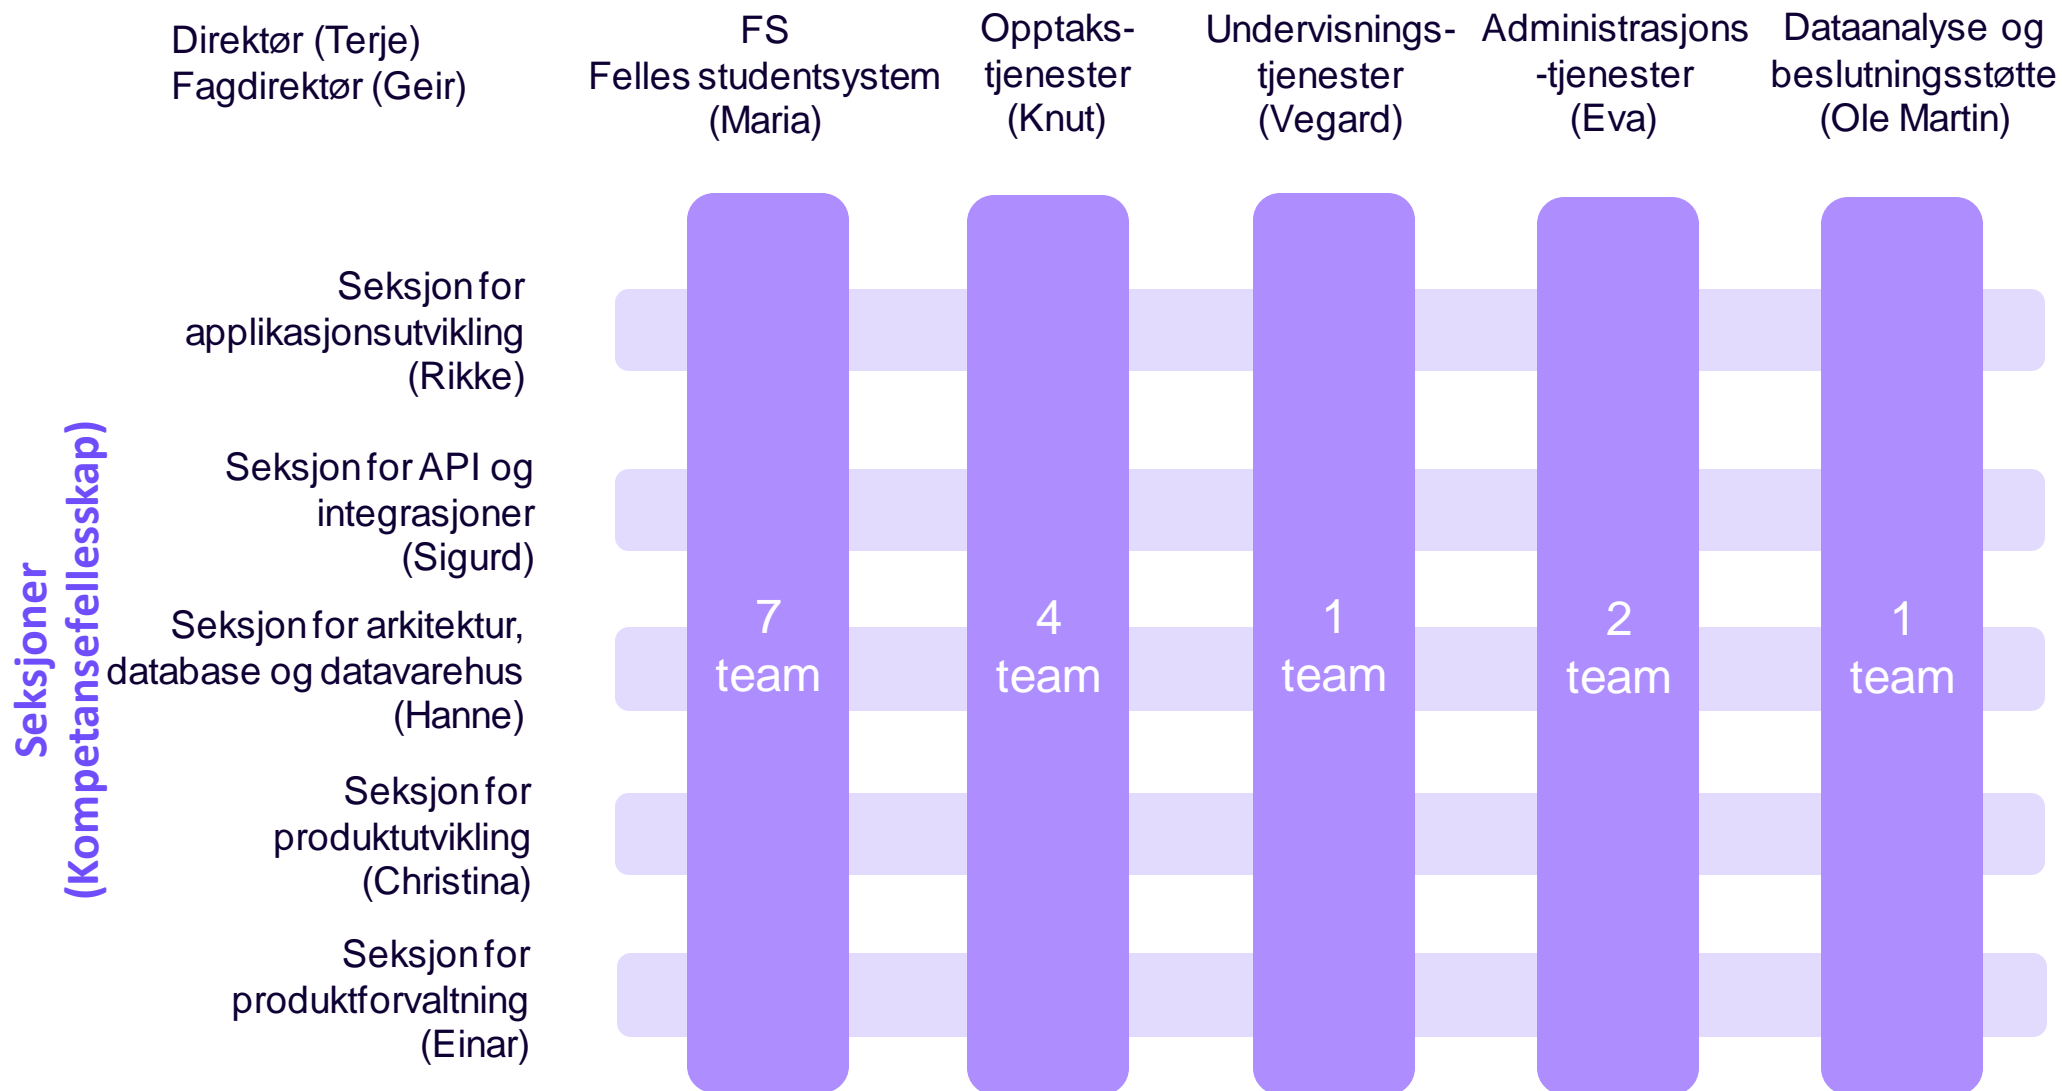 Direktør (Terje)
Fagdirektør (Geir)
FS
Felles studentsystem
(Maria)
Opptaks-
tjenester
(Knut)
Undervisnings-
tjenester
(Vegard)
Administrasjons
-tjenester
(Eva)
Dataanalyse og
beslutningsstøtte
(Ole Martin)
Seksjoner
(Kompetansefellesskap)
Seksjon for
applikasjonsutvikling
(Rikke)
Seksjon for API og
integrasjoner
(Sigurd)
Seksjon for arkitektur,
database og datavarehus
(Hanne)
Seksjon for
produktutvikling
(Christina)
Seksjon for
produktforvaltning
(Einar)
7
team
4
team
1
team
2
team
1
team